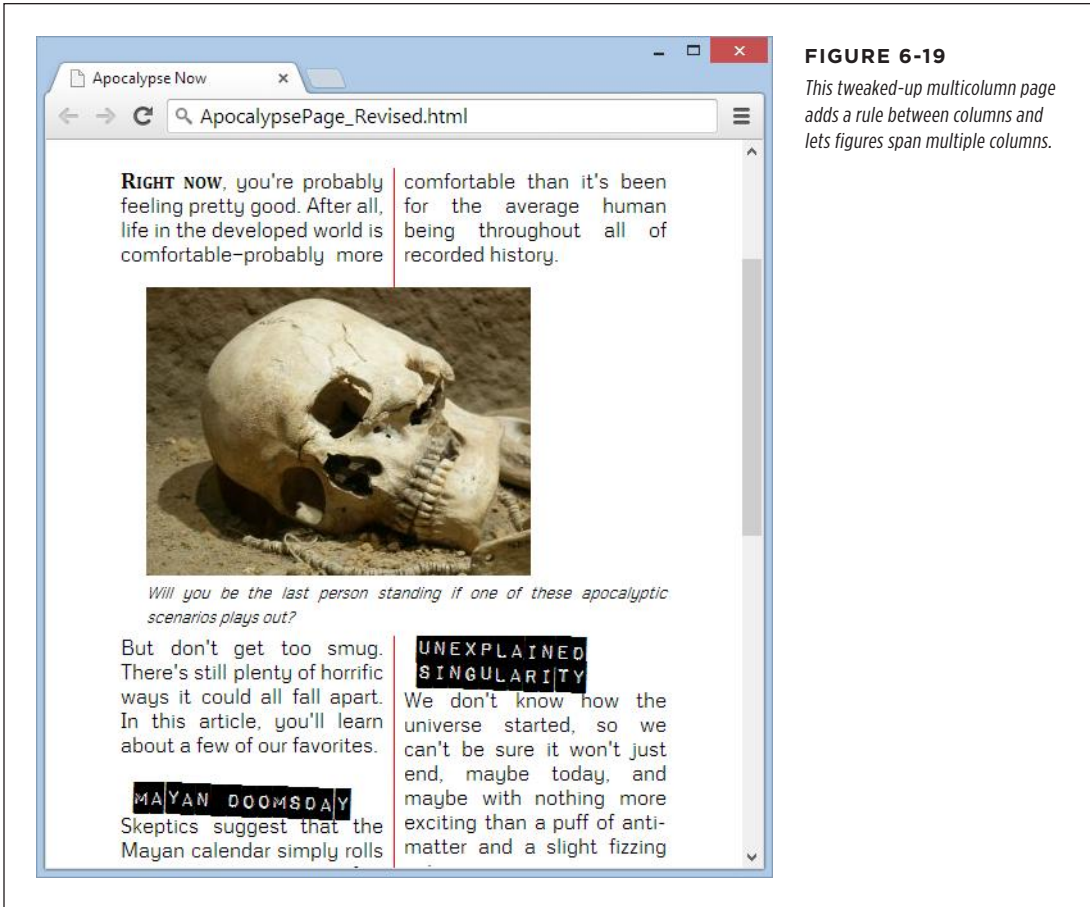 Apocalypse Now
ApocalypsePage_Revised.html
RIGHT NOW, you're probably
feeling pretty good. After all,
life in the developed world is
comfortable–probably more
comfortable than it's been
for the average human
being throughout all of
recorded history.
Will you be the last person standing if one of these apocalyptic
scenarios plays out?
But don't get too smug.
There's still plenty of horrific
ways it could all fall apart.
In this article, you'll learn
about a few of our favorites.
MAYAN DOOMSDAY
Skeptics suggest that the
Mayan calendar simply rolls
UNEXPLAINED
SINGULARITY
We don't know how the
universe started, so we
can't be sure it won't just
end, maybe today, and
maybe with nothing more
exciting than a puff of anti-
matter and a slight fizzing
FIGURE 6-19
This tweaked-up multicolumn page
adds a rule between columns and
lets figures span multiple columns.